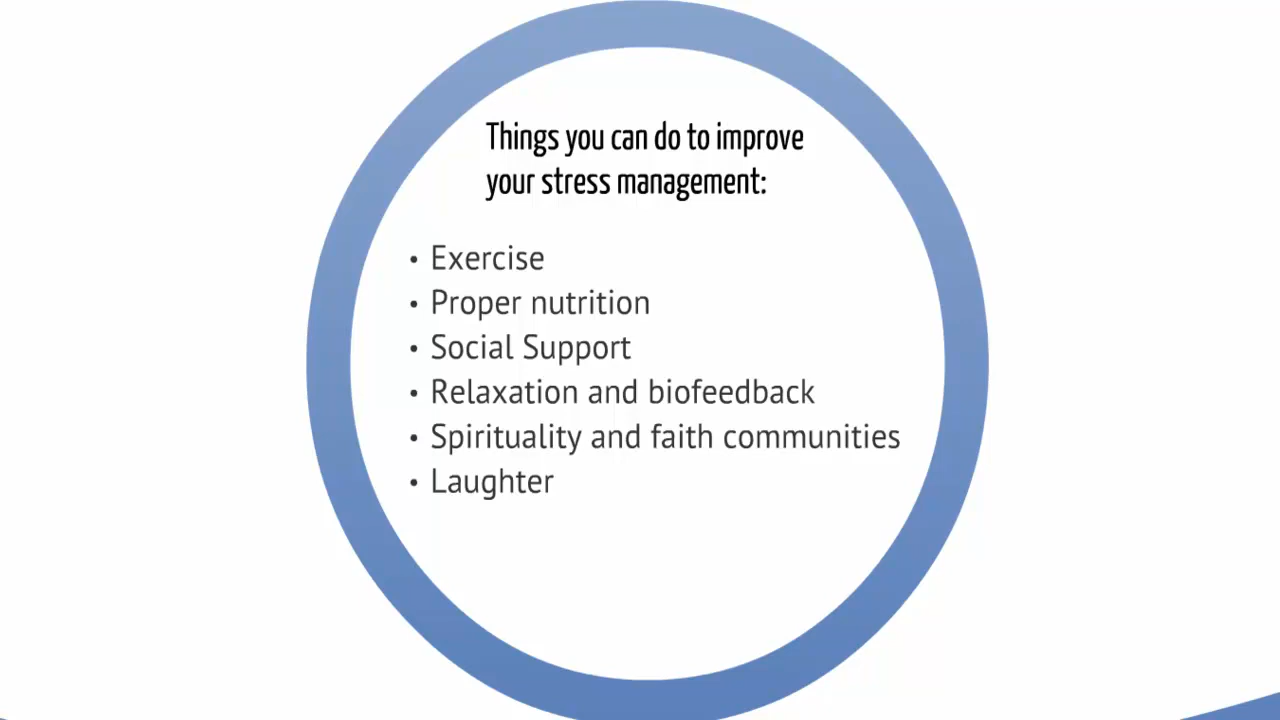 Things you can do to improve
your stress management:
• Exercise
• Proper nutrition
• Social Support
• Relaxation and biofeedback
• Spirituality and faith communities
• Laughter